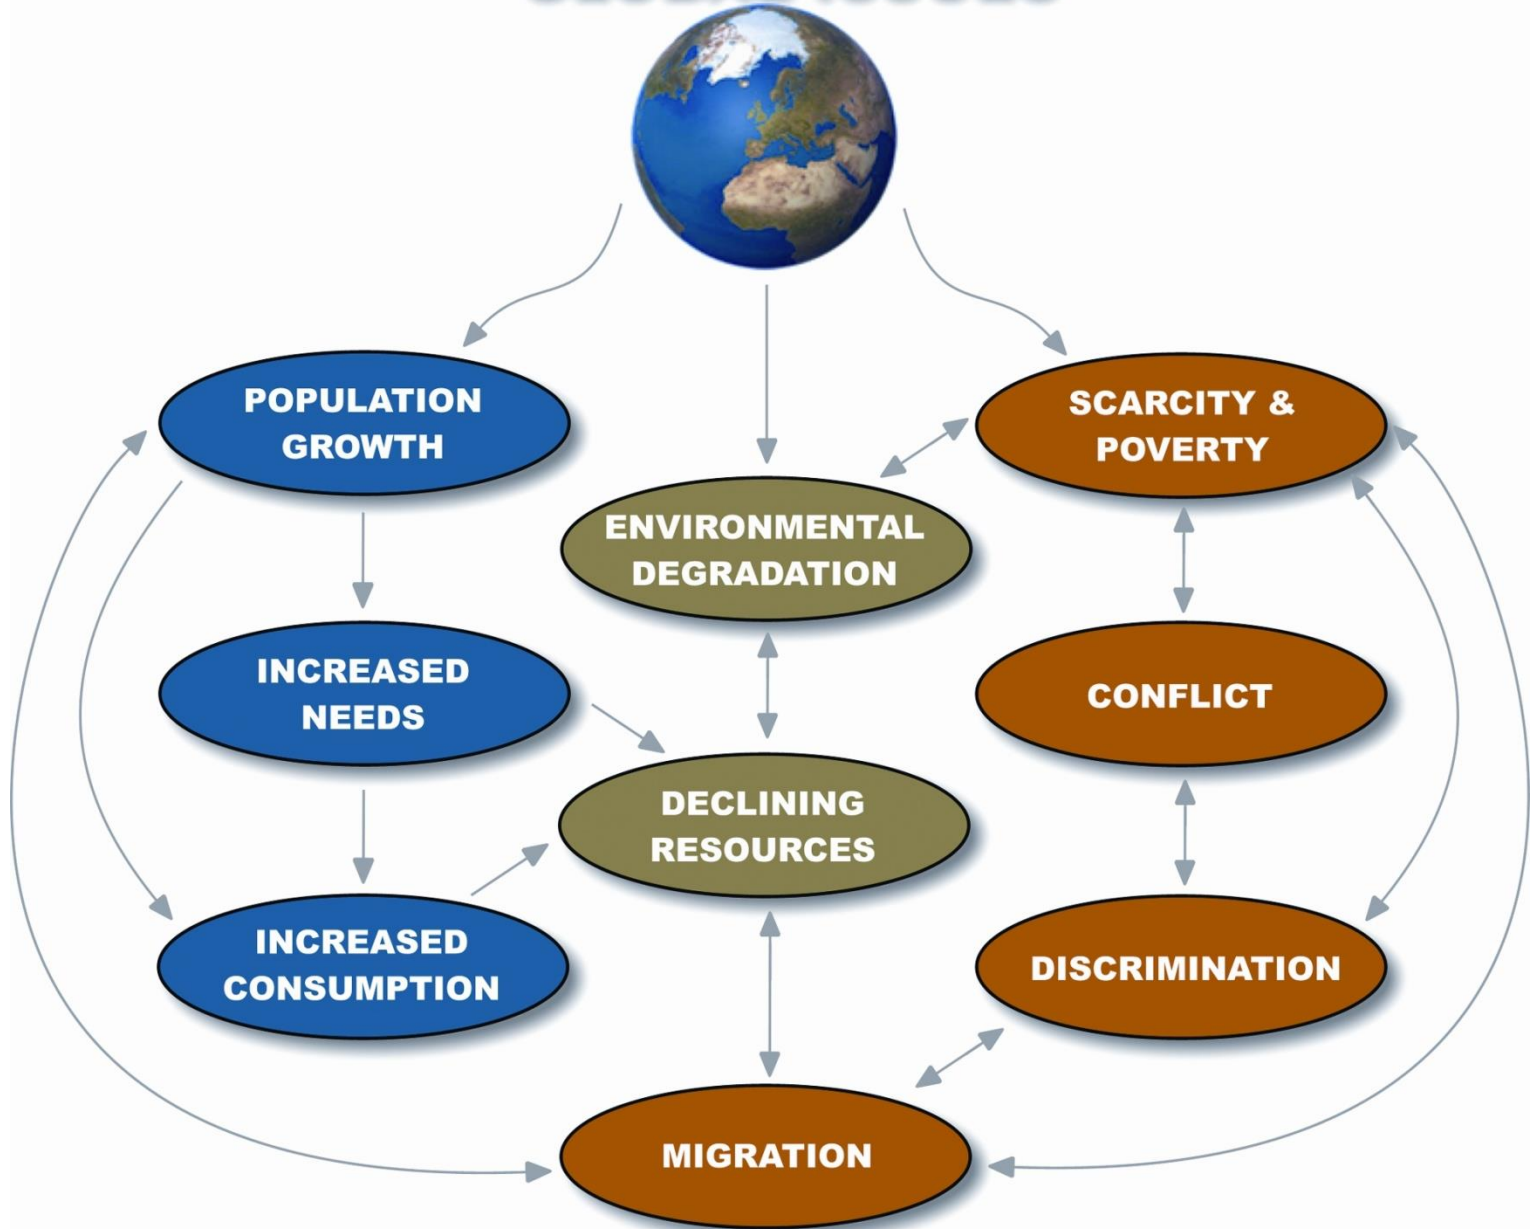 POPULATION
GROWTH
SCARCITY &
POVERTY
ENVIRONMENTAL
DEGRADATION
INCREASED
NEEDS
CONFLICT
DECLINING
RESOURCES
INCREASED
CONSUMPTION
DISCRIMINATION
MIGRATION